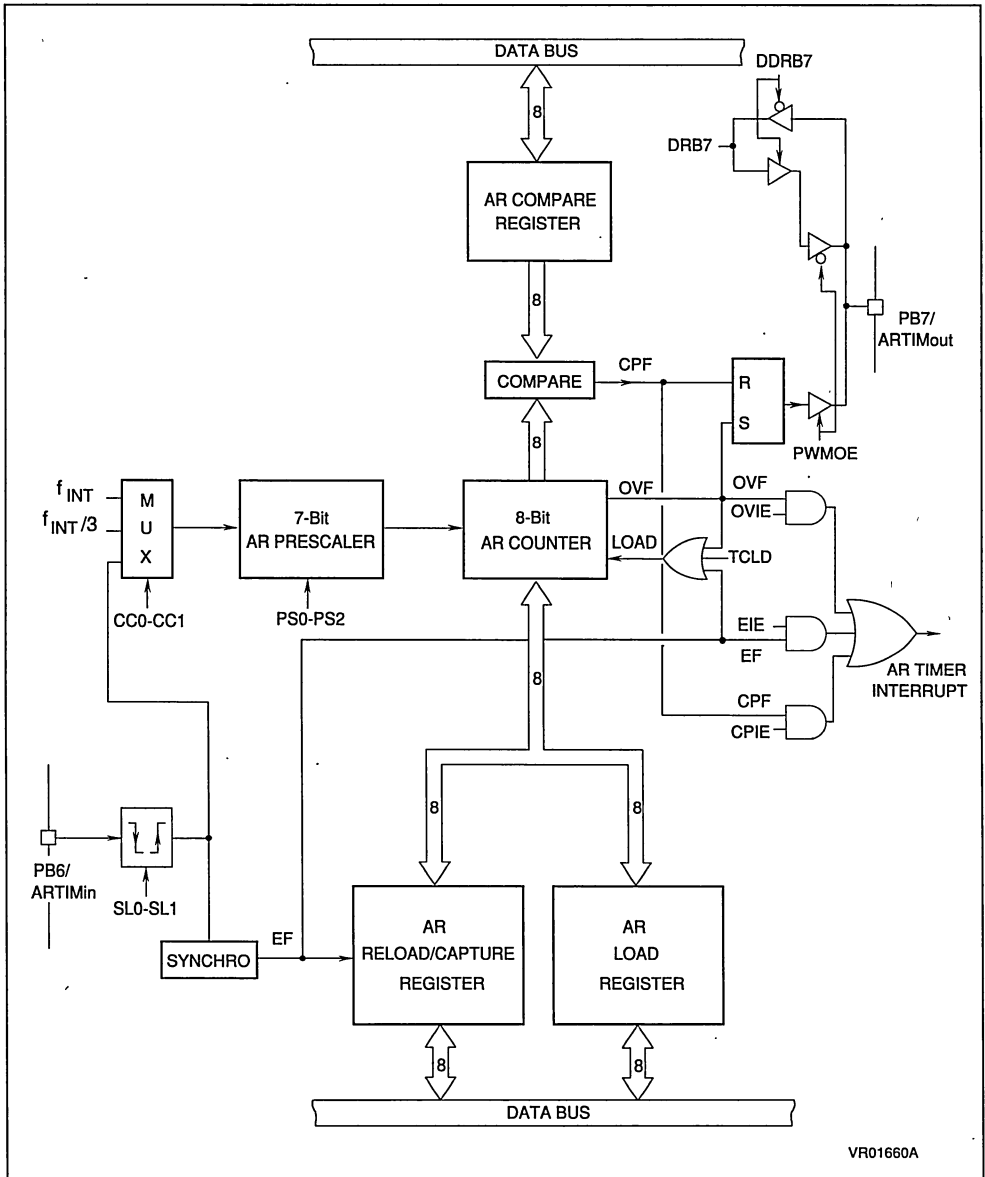 DATA BUS
DDRB7
8
DRB7
AR COMPARE
REGISTER
8
PB7/
ARTIMout
CPF
COMPARE
R
S
8
PWMOE
f INT
f INT /3
M
U
X
7-Bit
AR PRESCALER
8-Bit
AR COUNTER
OVF
OVF
OVIE
LOAD
TCLD
CC0-CC1
PS0-PS2
EIE
EF
AR TIMER
INTERRUPT
8
CPF
CPIE
8
8
PB6/
ARTIMin
SL0-SL1
SYNCHRO
EF
AR
RELOAD/CAPTURE
REGISTER
AR
LOAD
REGISTER
8
8
DATA BUS
VR01660A